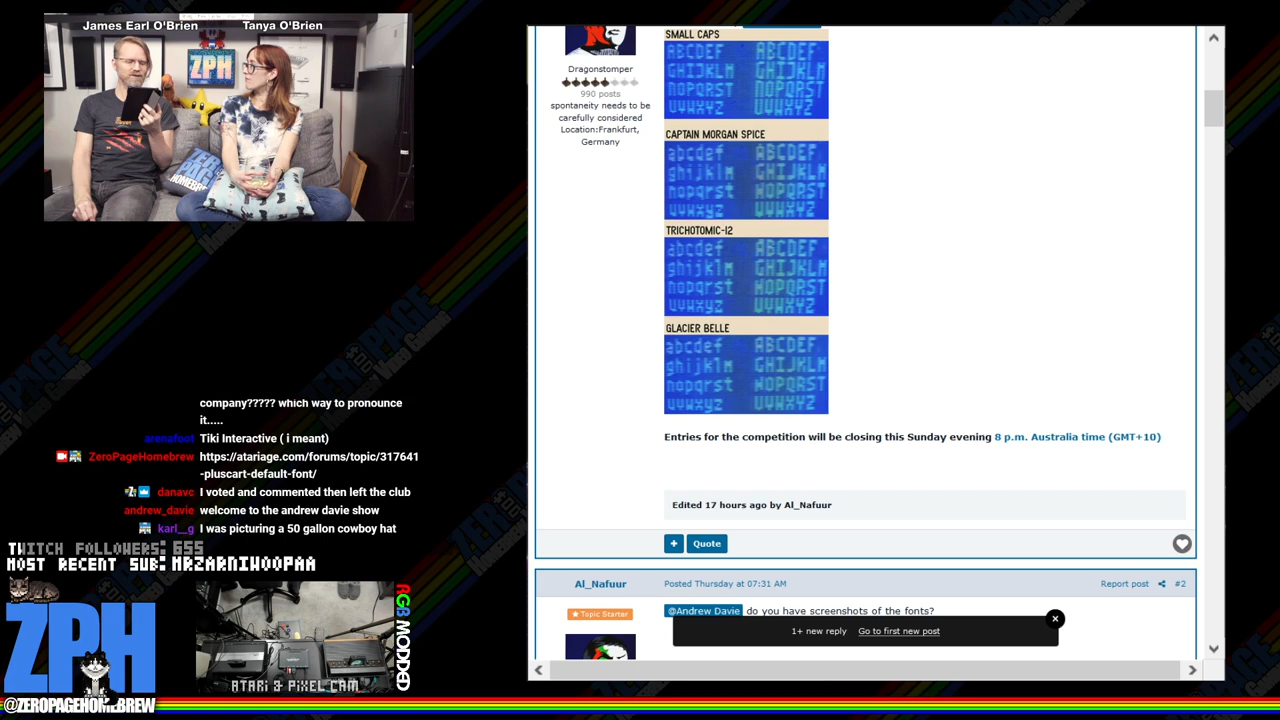 James Earl O'Brien
Tanya O'Brien
ZPH
ZERO PAGE HOMEBREW
company????? which way to pronounce
it.....
arenafoot Tiki Interactive ( i meant)
ZeroPageHomebrew https://atariage.com/forums/topic/317641
-pluscart-default-font/
danavc I voted and commented then left the club
andrew_davie welcome to the andrew davie show
karl__g I was picturing a 50 gallon cowboy hat
TWITCH FOLLOWERS: 655
MOST RECENT SUB: MRZARNIWOOPAA
ZPH
@ZEROPAGEHOMEBREW
ATARI 3 PIXEL CAM
RGB MODDED
Dragonstomper
990 posts
spontaneity needs to be
carefully considered
Location:Frankfurt,
Germany
SMALL CAPS
ABCDEF ABCDEF
GHIJKLM GHIJKLM
NOPQRST NOPQRST
UVWXYZ UVWXYZ
CAPTAIN MORGAN SPICE
abcdef ABCDEF
ghijklm GHIJKLM
nopqrst NOPQRST
uvwxyz UVWXYZ
TRICHOTOMIC-12
abcdef ABCDEF
ghijklm GHIJKLM
nopqrst NOPQRST
uvwxyz UVWXYZ
GLACIER BELLE
abcdef ABCDEF
ghijklm GHIJKLM
nopqrst NOPQRST
uvwxyz UVWXYZ
Entries for the competition will be closing this Sunday evening 8 p.m. Australia time (GMT+10)
Edited 17 hours ago by Al_Nafuur
+ Quote
Al_Nafuur
Posted Thursday at 07:31 AM
Report post #2
Topic Starter
@Andrew Davie do you have screenshots of the fonts?
1+ new reply Go to first new post